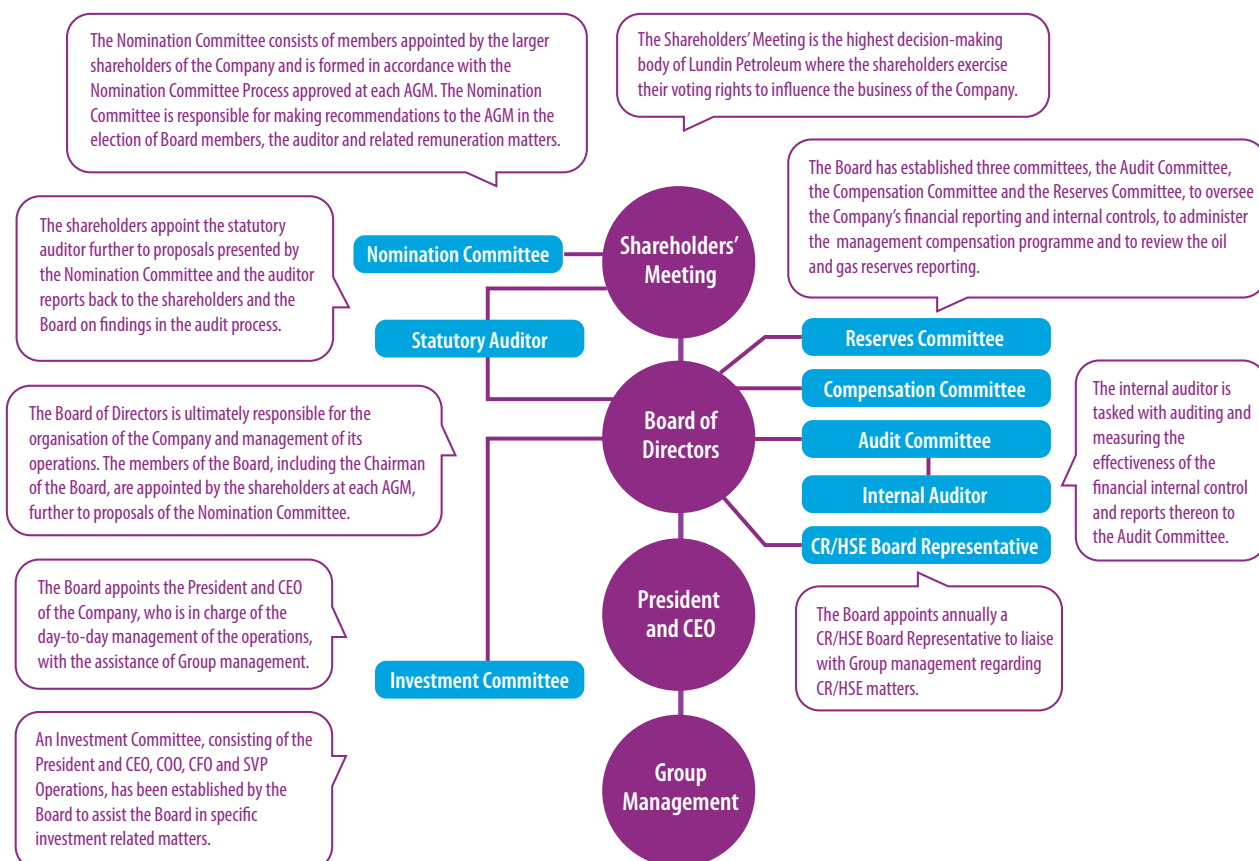 The Nomination Committee consists of members appointed by the larger
shareholders of the Company and is formed in accordance with the
Nomination Committee Process approved at each AGM. The Nomination
Committee is responsible for making recommendations to the AGM in the
election of Board members, the auditor and related remuneration matters.
The Shareholders’ Meeting is the highest decision-making
body of Lundin Petroleum where the shareholders exercise
their voting rights to influence the business of the Company.
The Board has established three committees, the Audit Committee,
the Compensation Committee and the Reserves Committee, to oversee
the Company’s financial reporting and internal controls, to administer
the management compensation programme and to review the oil
and gas reserves reporting.
The shareholders appoint the statutory
auditor further to proposals presented by
the Nomination Committee and the auditor
reports back to the shareholders and the
Board on findings in the audit process.
Nomination Committee
Shareholders’
Meeting
Statutory Auditor
Reserves Committee
Compensation Committee
Audit Committee
Internal Auditor
CR/HSE Board Representative
Board of
Directors
The internal auditor is
tasked with auditing and
measuring the
effectiveness of the
financial internal control
and reports thereon to
the Audit Committee.
The Board of Directors is ultimately responsible for the
organisation of the Company and management of its
operations. The members of the Board, including the Chairman
of the Board, are appointed by the shareholders at each AGM,
further to proposals of the Nomination Committee.
The Board appoints the President and CEO
of the Company, who is in charge of the
day-to-day management of the operations,
with the assistance of Group management.
President
and CEO
The Board appoints annually a
CR/HSE Board Representative to liaise
with Group management regarding
CR/HSE matters.
Investment Committee
An Investment Committee, consisting of the
President and CEO, COO, CFO and SVP
Operations, has been established by the
Board to assist the Board in specific
investment related matters.
Group
Management